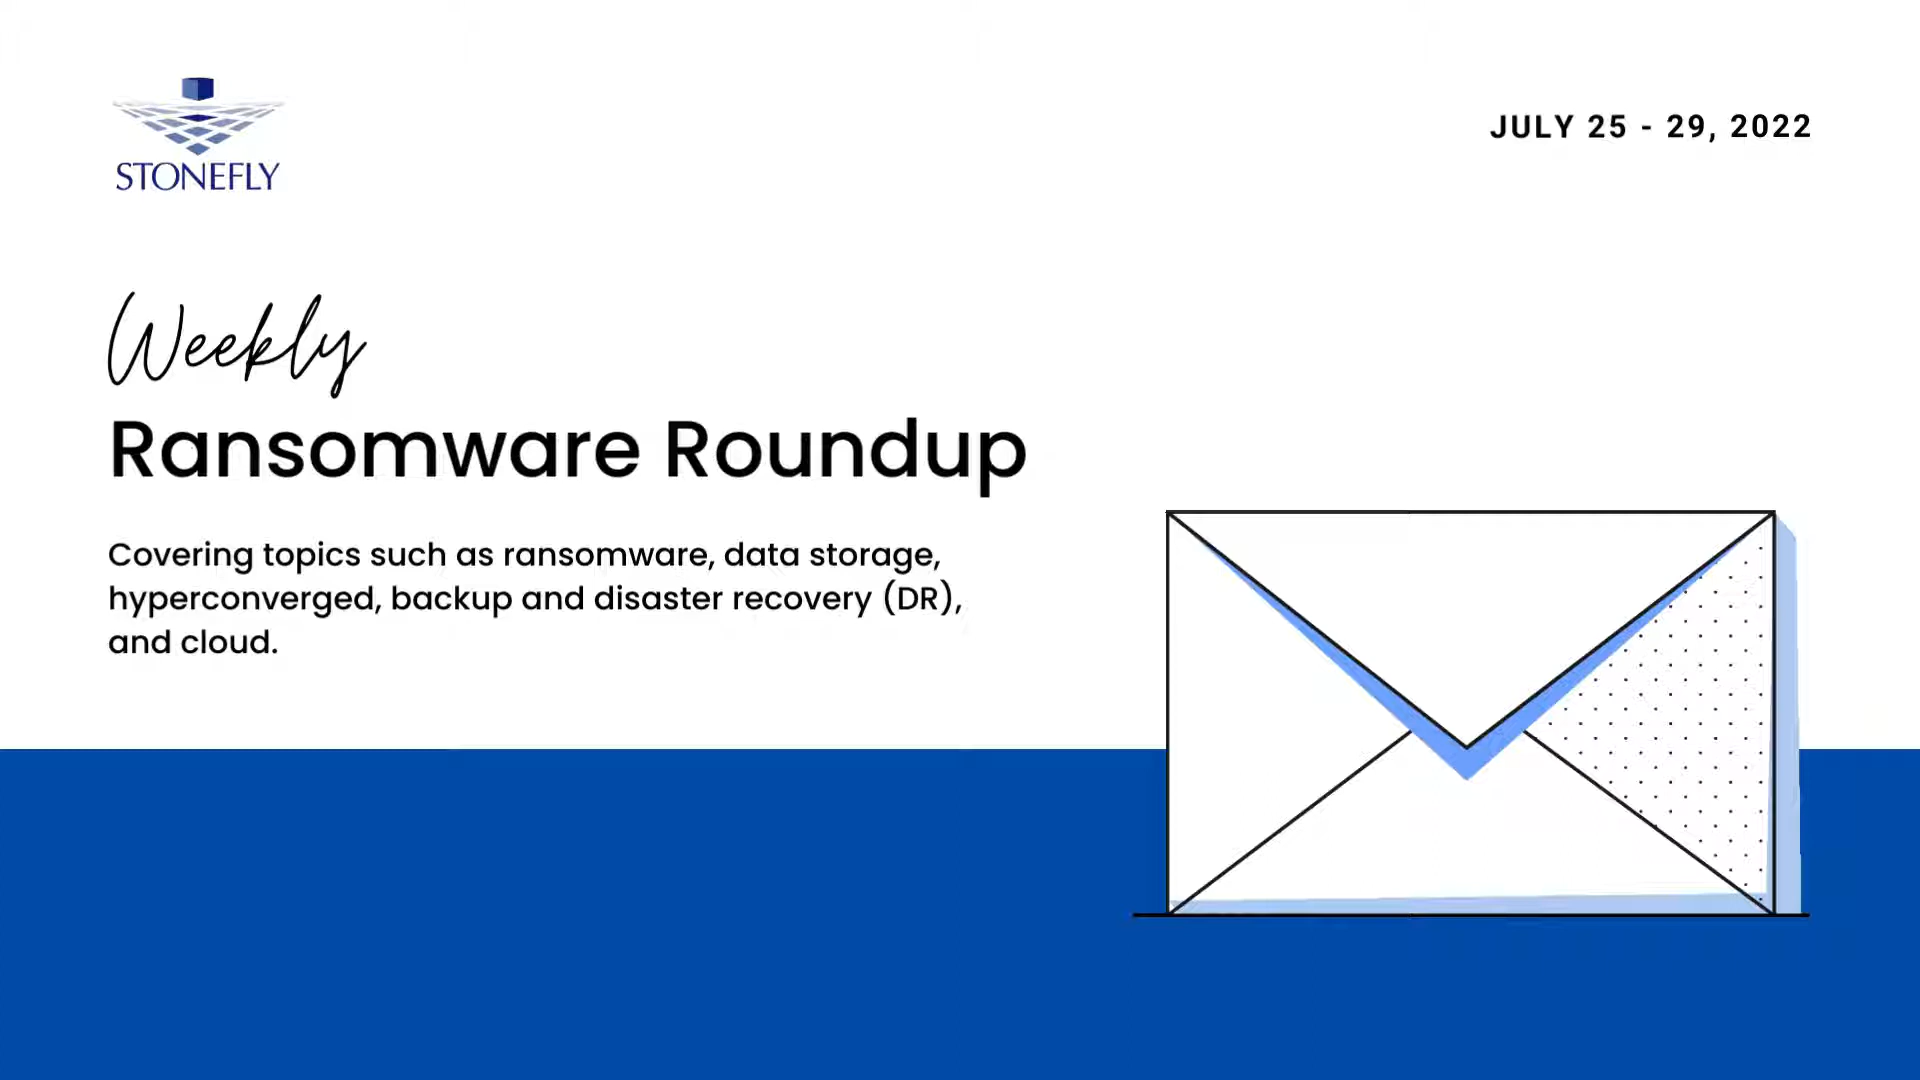 STONEFLY
JULY 25 - 29, 2022
Weekly
Ransomware Roundup
Covering topics such as ransomware, data storage,
hyperconverged, backup and disaster recovery (DR),
and cloud.